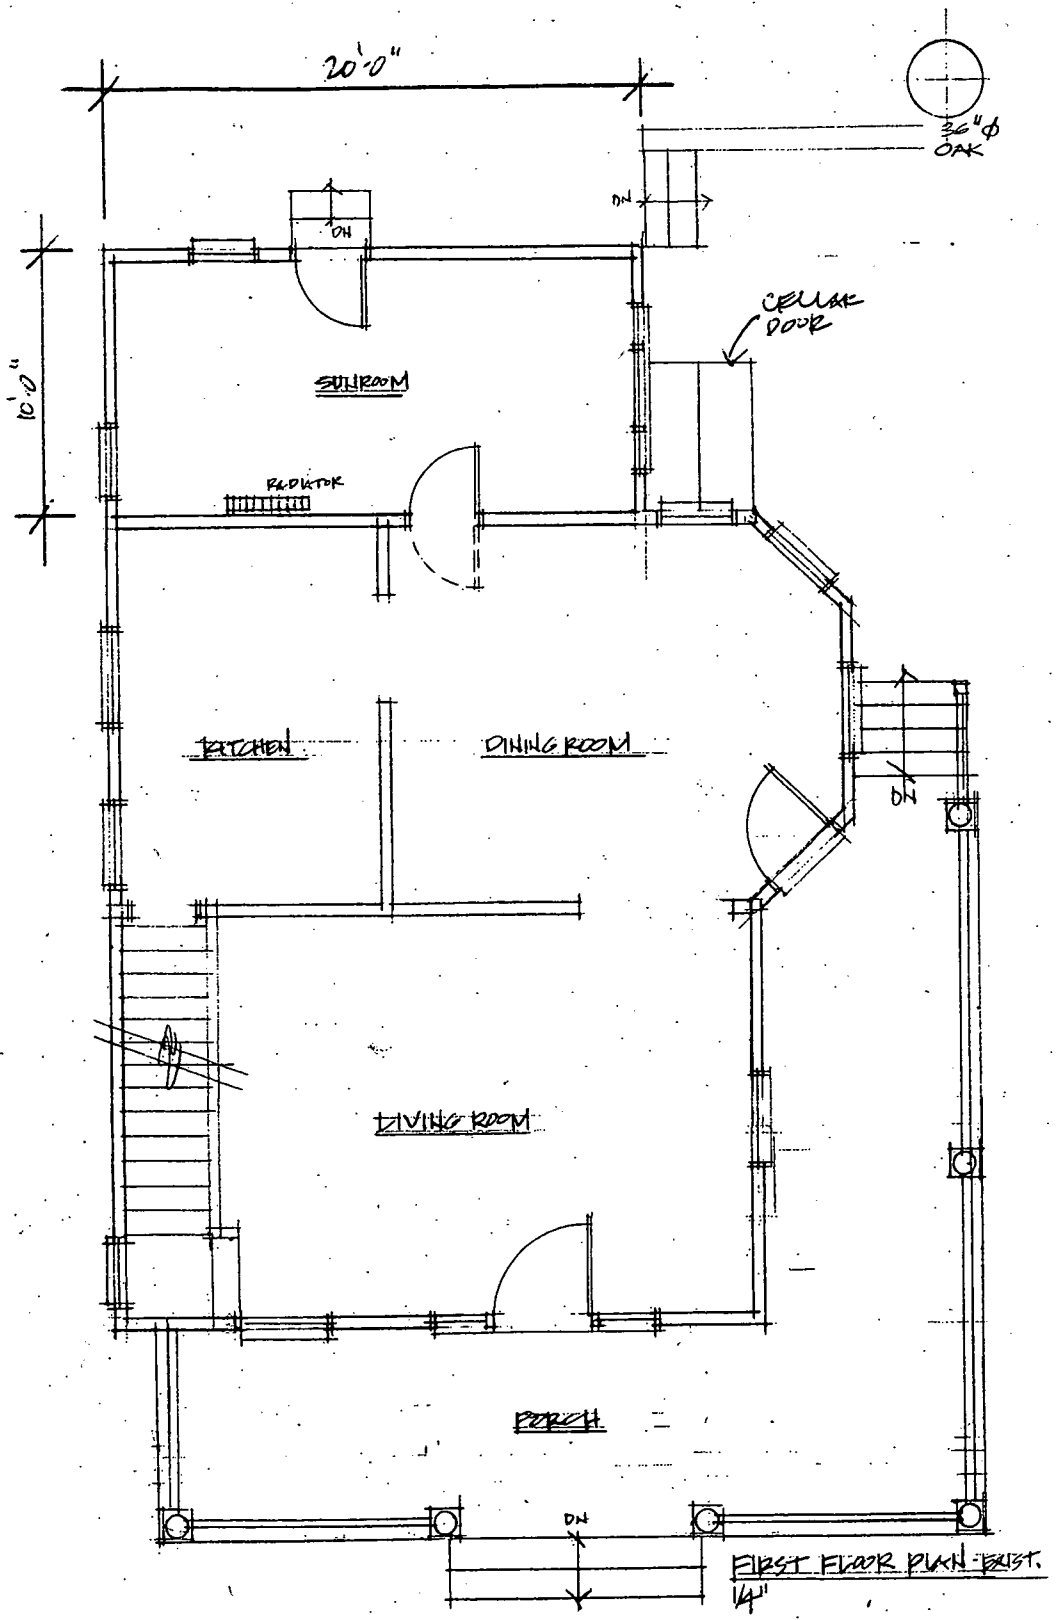 20'-0"
36"φ
OAK
DN
DN
CELLAR
DOOR
10'-0"
SUNROOM
RADIATOR
KITCHEN
DINING ROOM
DN
LIVING ROOM
PORCH
DN
FIRST FLOOR PLAN-EXIST.
1/4"